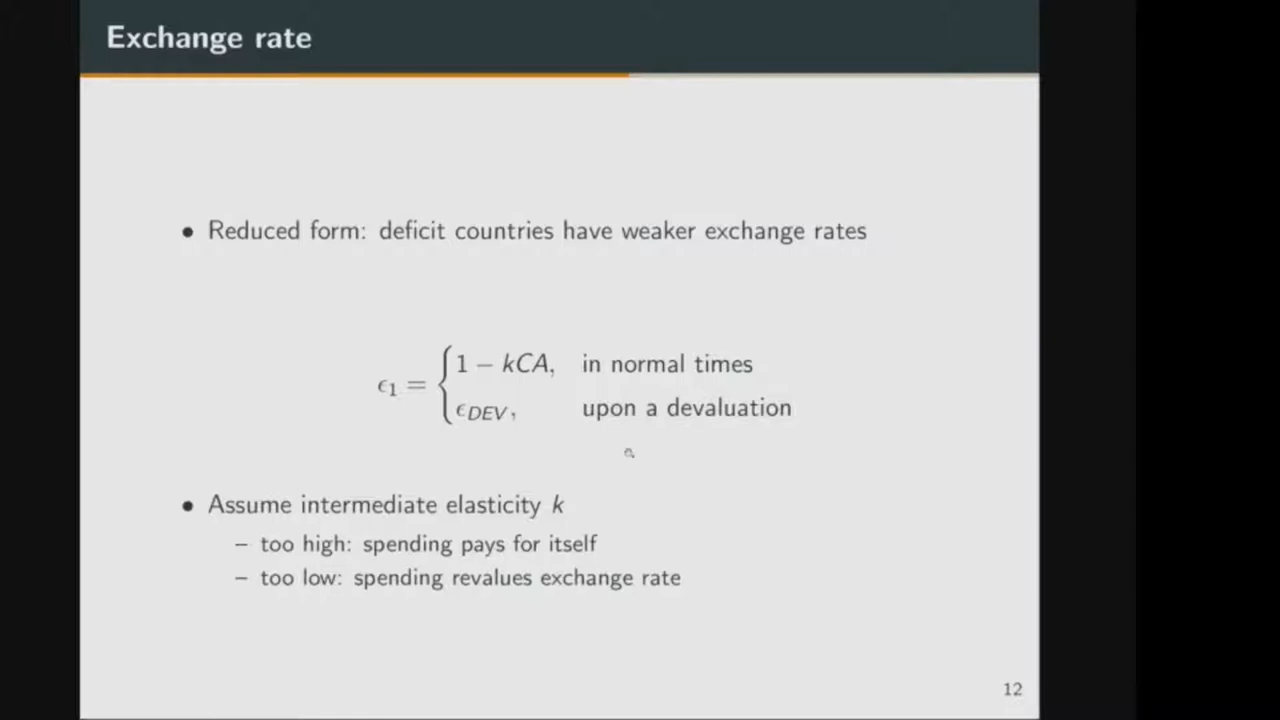 Exchange rate
• Reduced form: deficit countries have weaker exchange rates
ϵ₁ = { 1 − kCA, in normal times
ϵ_DEV, upon a devaluation
• Assume intermediate elasticity k
– too high: spending pays for itself
– too low: spending revalues exchange rate
12